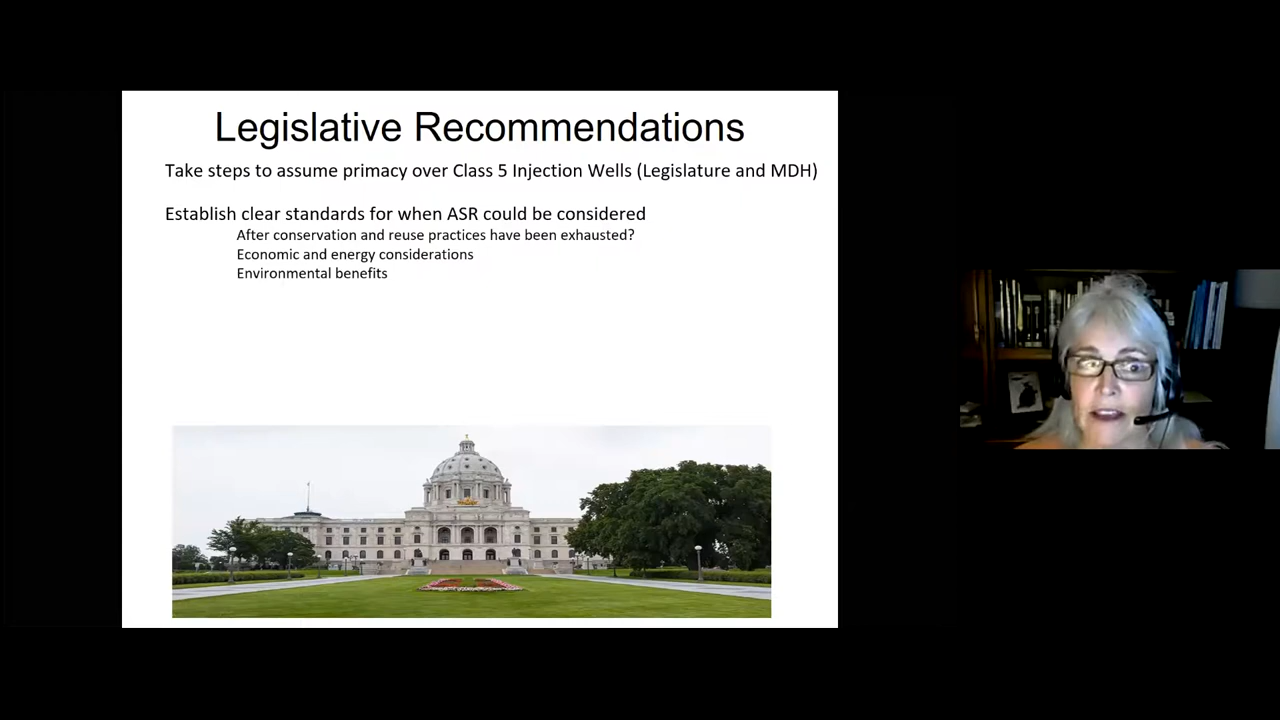 Legislative Recommendations
Take steps to assume primacy over Class 5 Injection Wells (Legislature and MDH)
Establish clear standards for when ASR could be considered
After conservation and reuse practices have been exhausted?
Economic and energy considerations
Environmental benefits